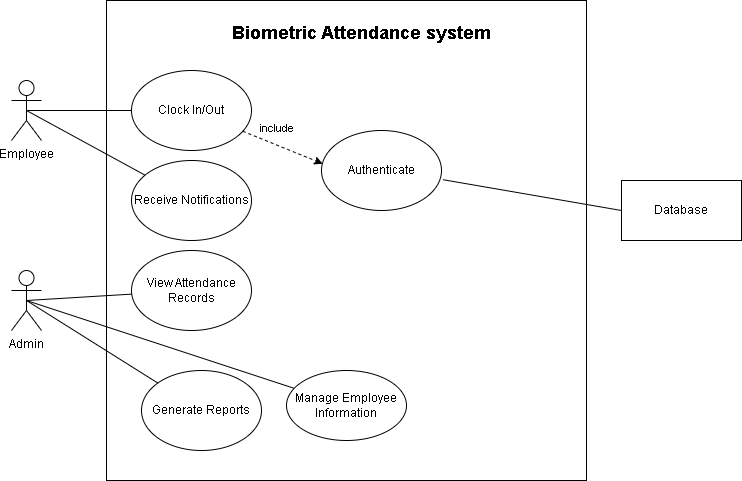 Biometric Attendance system
Clock In/Out
include
Employee
Authenticate
Receive Notifications
Database
View Attendance
Records
Admin
Manage Employee
Information
Generate Reports